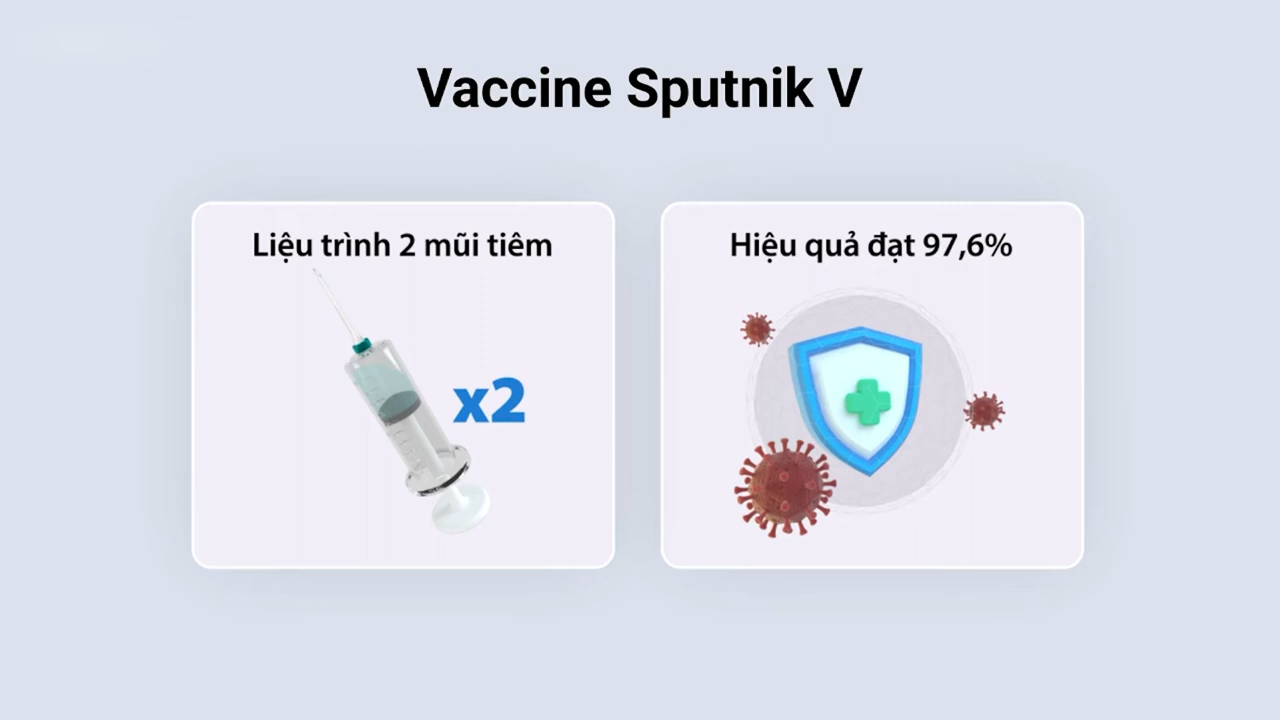 Vaccine Sputnik V
Liệu trình 2 mũi tiêm
x2
Hiệu quả đạt 97,6%